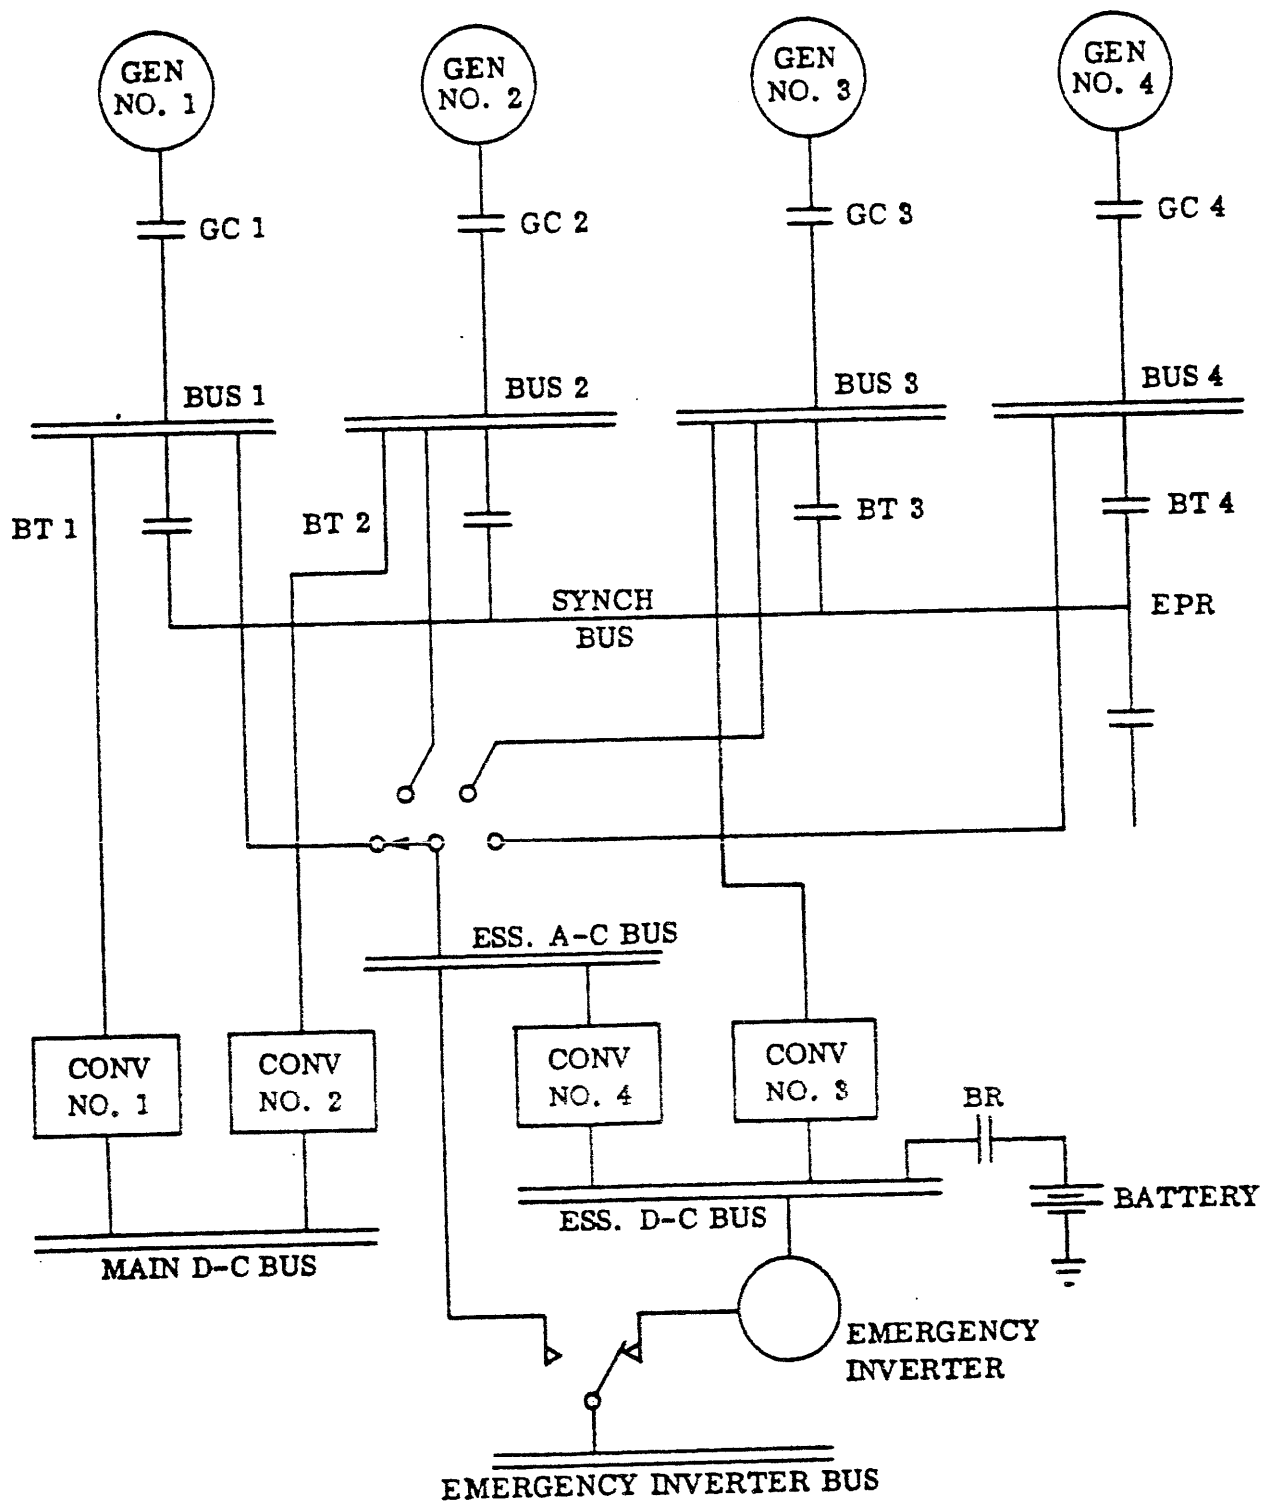 GEN
NO. 1
GEN
NO. 2
GEN
NO. 3
GEN
NO. 4
GC 1
GC 2
GC 3
GC 4
BUS 1
BUS 2
BUS 3
BUS 4
BT 1
BT 2
BT 3
BT 4
SYNCH
BUS
EPR
ESS. A-C BUS
CONV
NO. 1
CONV
NO. 2
CONV
NO. 4
CONV
NO. 3
BR
BATTERY
ESS. D-C BUS
MAIN D-C BUS
EMERGENCY
INVERTER
EMERGENCY INVERTER BUS